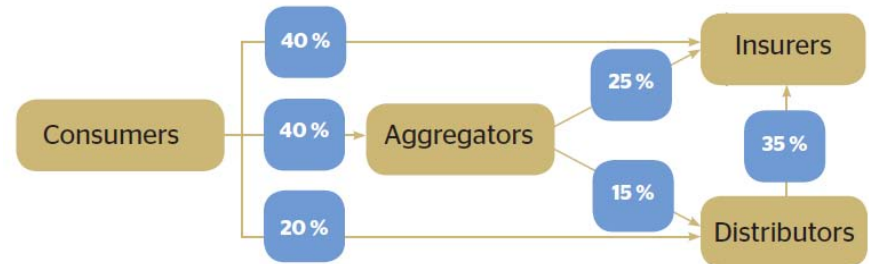 40 %
Insurers
25 %
Consumers
40 %
Aggregators
35 %
15 %
20 %
Distributors